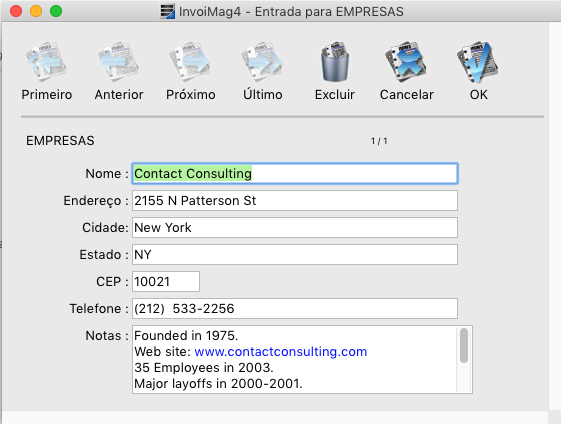 InvoiMag4 - Entrada para EMPRESAS
Primeiro Anterior Próximo Último Excluir Cancelar OK
EMPRESAS 1 / 1
Nome : Contact Consulting
Endereço : 2155 N Patterson St
Cidade: New York
Estado : NY
CEP : 10021
Telefone : (212)  533-2256
Notas : Founded in 1975.
Web site: www.contactconsulting.com
35 Employees in 2003.
Major layoffs in 2000-2001.